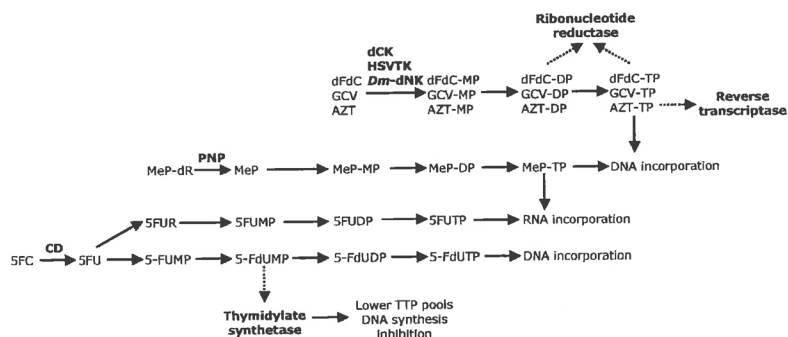 Ribonucleotide
reductase
dCK
HSVTK
dFdC Dm-dNK dFdC-MP dFdC-DP dFdC-TP
GCV GCV-MP GCV-DP GCV-TP
AZT AZT-MP AZT-DP AZT-TP
Reverse
transcriptase
PNP
MeP-dR MeP MeP-MP MeP-DP MeP-TP DNA incorporation
5FUR 5FUMP 5FUDP 5FUTP RNA incorporation
CD
5FC 5FU 5-FUMP 5-FdUMP 5-FdUDP 5-FdUTP DNA incorporation
Thymidylate
synthetase
Lower TTP pools
DNA synthesis
inhibition